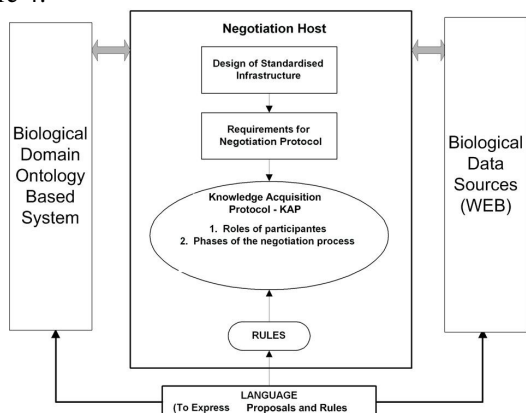 Negotiation Host
Design of Standardised
Infrastructure
Requirements for
Negotiation Protocol
Biological
Domain
Ontology
Based
System
Knowledge Acquisition
Protocol - KAP
1. Roles of participantes
2. Phases of the negotiation process
Biological
Data
Sources
(WEB)
RULES
LANGUAGE
(To Express Proposals and Rules